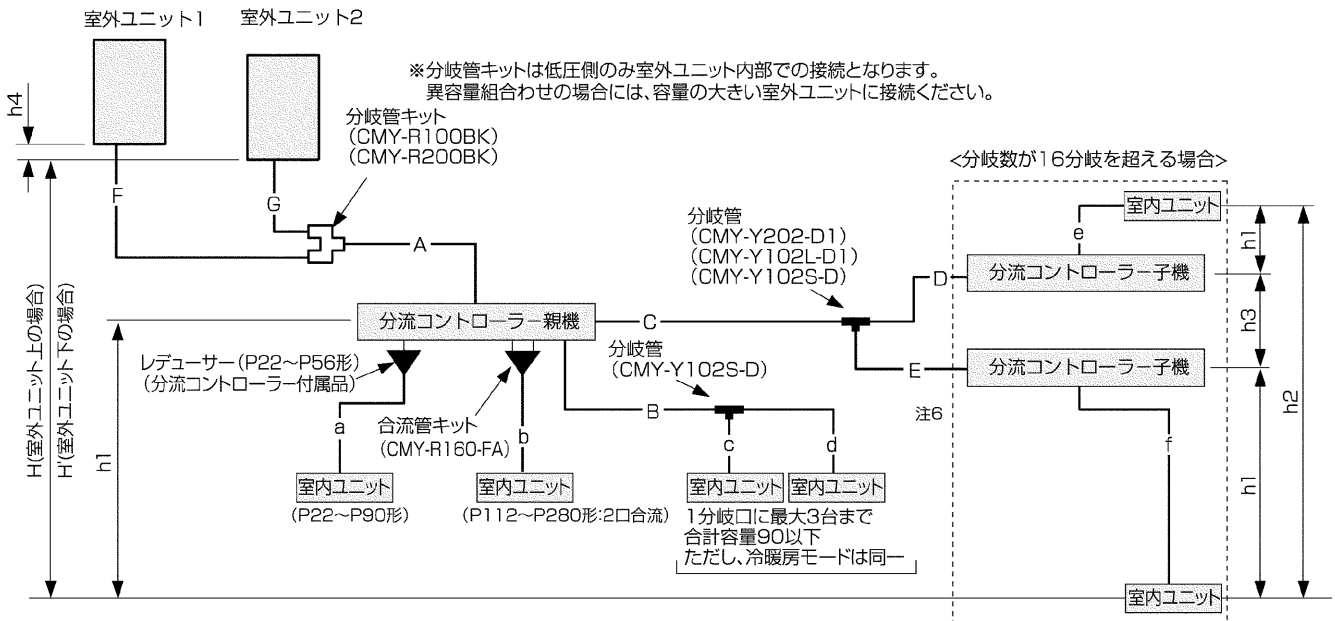 室外ユニット1
室外ユニット2
※分岐管キットは低圧側のみ室外ユニット内部での接続となります。
異容量組合わせの場合には、容量の大きい室外ユニットに接続ください。
h4
分岐管キット
(CMY-R100BK)
(CMY-R200BK)
F
G
A
H(室外ユニット上の場合)
H'(室外ユニット下の場合)
<分岐数が16分岐を超える場合>
室内ユニット
e
h1
分岐管
(CMY-Y202-D1)
(CMY-Y102L-D1)
(CMY-Y102S-D)
D
分流コントローラー子機
h3
h2
分流コントローラー親機
C
E
分流コントローラー子機
注6
レデューサー(P22～P56形)
(分流コントローラー付属品)
分岐管
(CMY-Y102S-D)
B
合流管キット
(CMY-R160-FA)
h1
a
b
c
d
f
h1
室内ユニット
室内ユニット
室内ユニット
室内ユニット
(P22～P90形)
(P112～P280形:2口合流)
1分岐口に最大3台まで
合計容量90以下
ただし、冷暖房モードは同一
室内ユニット